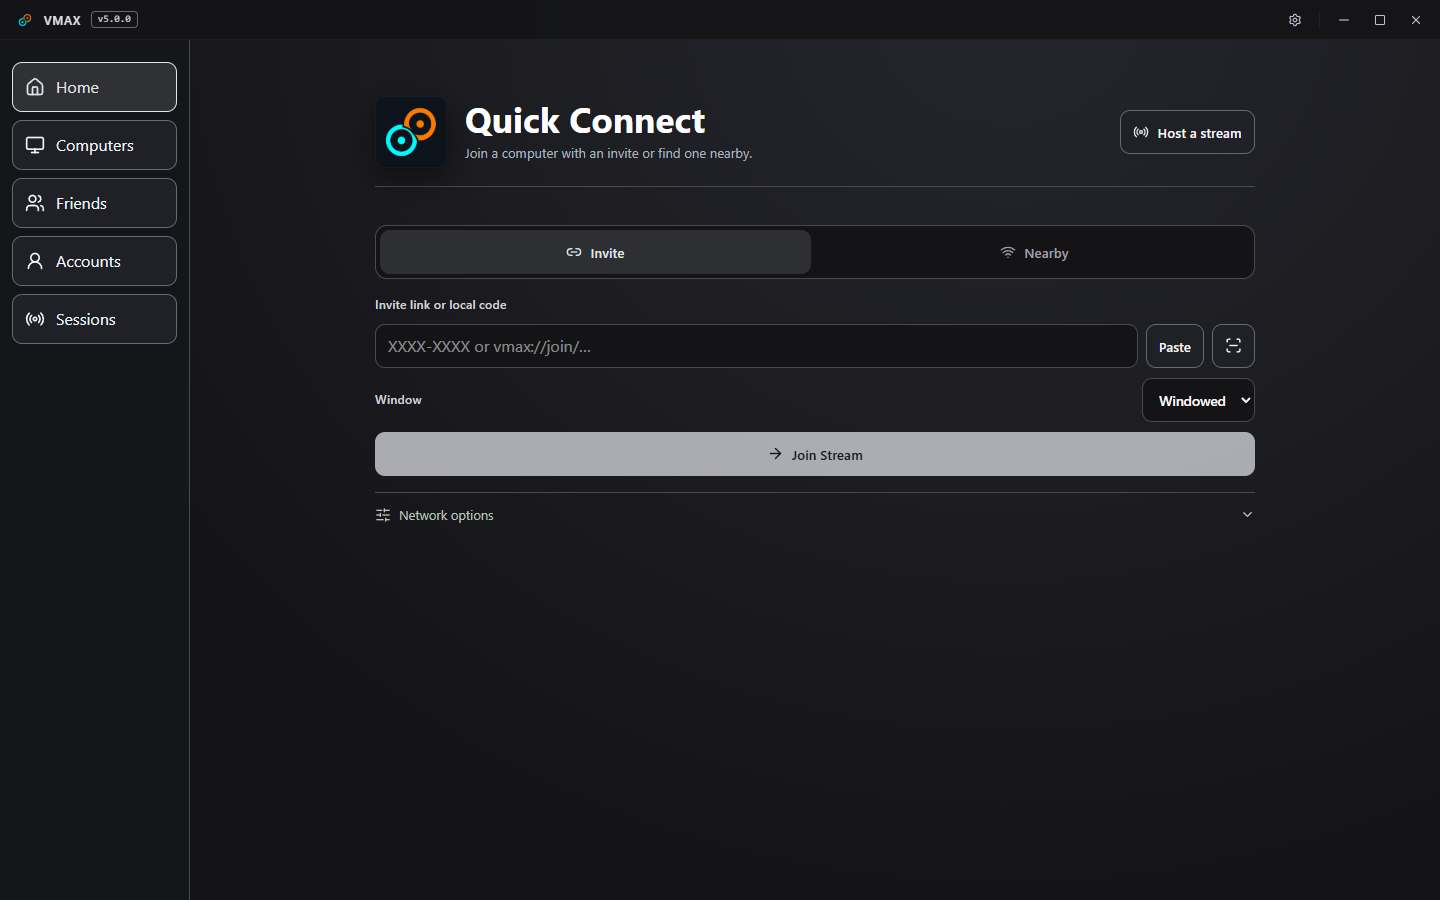 VMAX v5.0.0
Home
Computers
Friends
Accounts
Sessions
Quick Connect
Join a computer with an invite or find one nearby.
Host a stream
Invite
Nearby
Invite link or local code
XXXX-XXXX or vmax://join/...
Paste
Window
Windowed
Join Stream
Network options